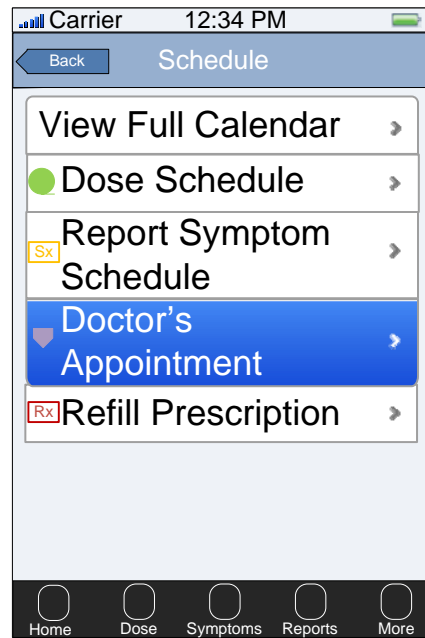 Carrier 12:34 PM
Back Schedule
View Full Calendar
Dose Schedule
Sx Report Symptom
Schedule
Doctor’s
Appointment
Rx Refill Prescription
Home Dose Symptoms Reports More